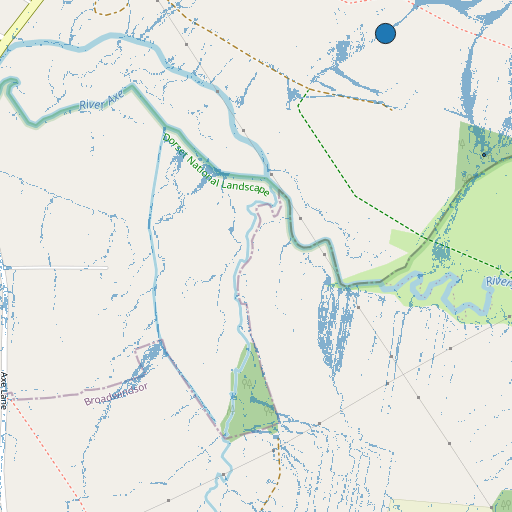 River Axe
Dorset National Landscape
River
Axe Lane
Broadwindsor